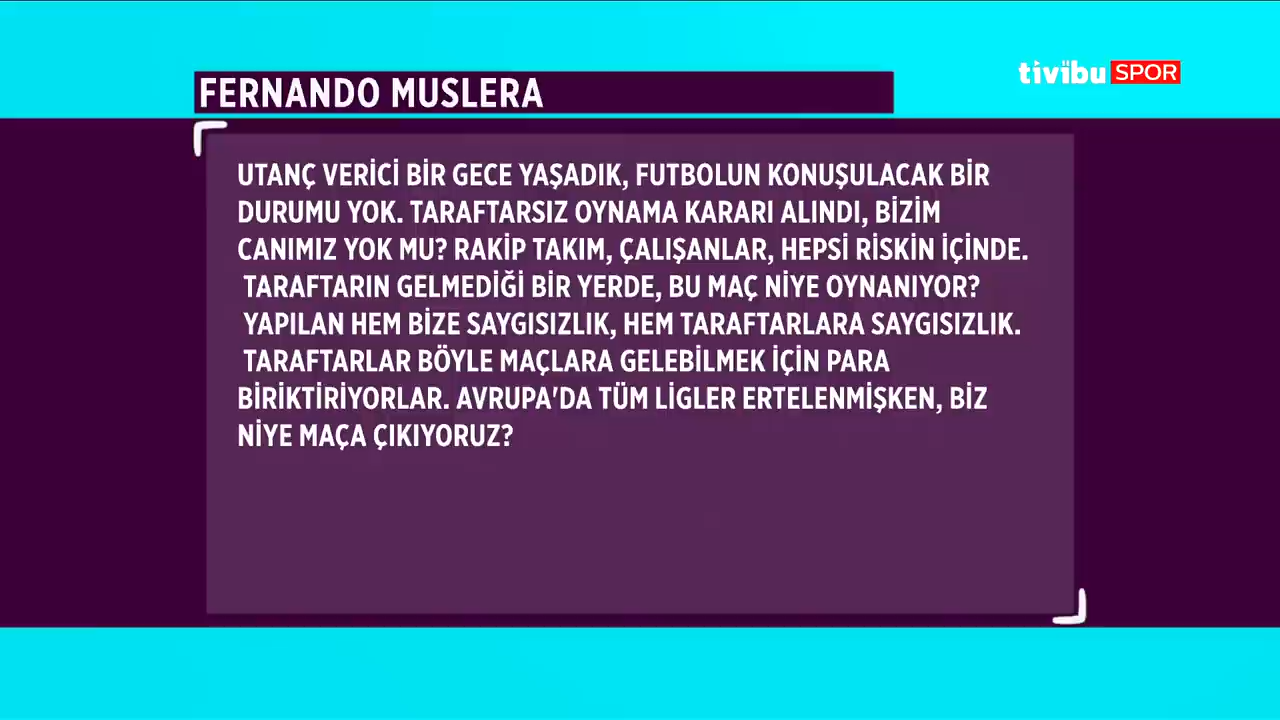 tivibu SPOR
FERNANDO MUSLERA
UTANÇ VERİCİ BİR GECE YAŞADIK, FUTBOLUN KONUŞULACAK BİR
DURUMU YOK. TARAFTARSIZ OYNAMA KARARI ALINDI, BİZİM
CANIMIZ YOK MU? RAKİP TAKIM, ÇALIŞANLAR, HEPSİ RİSKİN İÇİNDE.
TARAFTARIN GELMEDİĞİ BİR YERDE, BU MAÇ NİYE OYNANIYOR?
YAPILAN HEM BİZE SAYGISIZLIK, HEM TARAFTARLARA SAYGISIZLIK.
TARAFTARLAR BÖYLE MAÇLARA GELEBİLMEK İÇİN PARA
BİRİKTİRİYORLAR. AVRUPA'DA TÜM LİGLER ERTELENMİŞKEN, BİZ
NİYE MAÇA ÇIKIYORUZ?